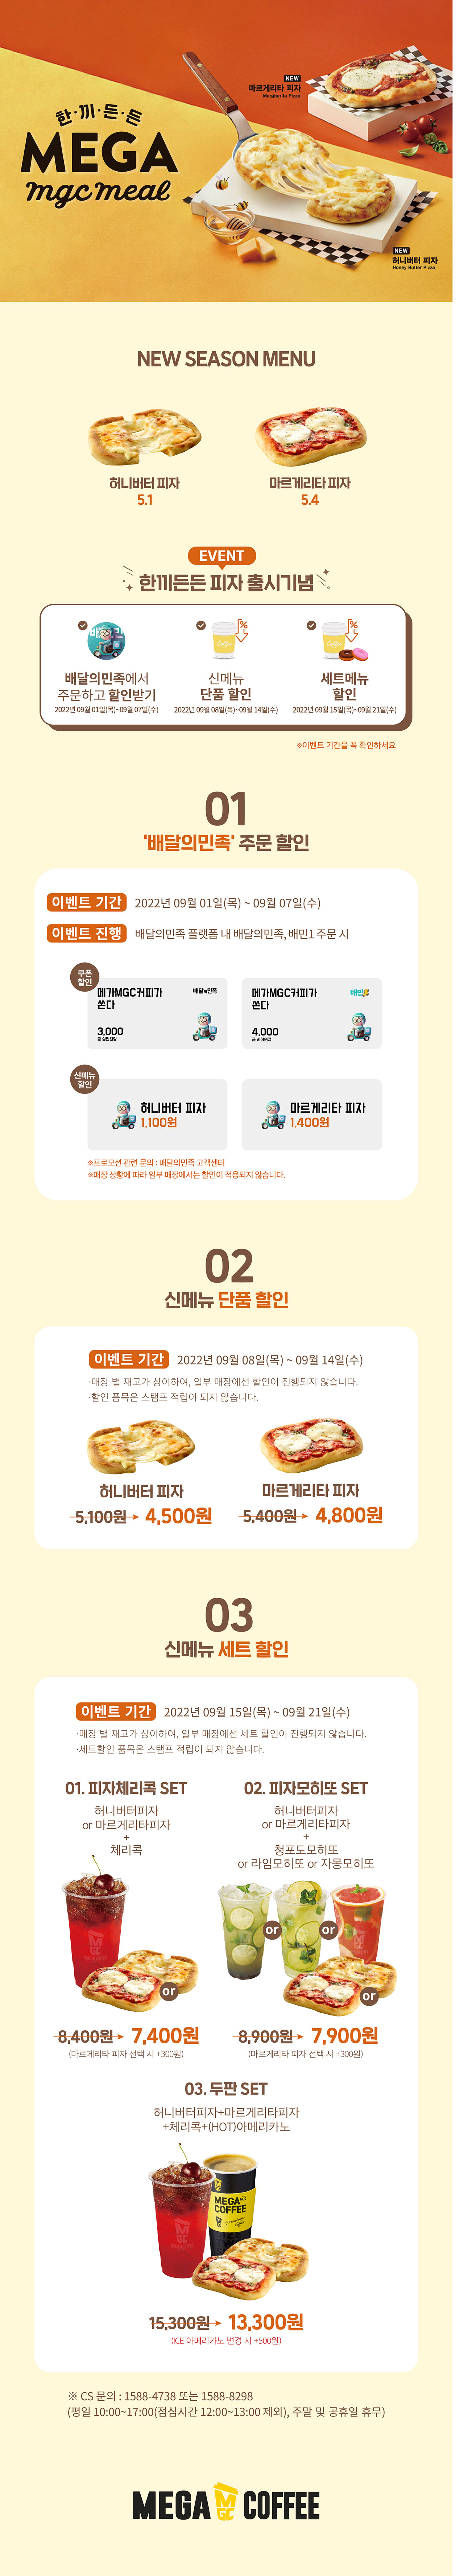 NEW
마르게리타 피자
Margherita Pizza
한·끼·든·든
MEGA
mgc meal
NEW
허니버터 피자
Honey Butter Pizza
NEW SEASON MENU
허니버터 피자
5.1
마르게리타 피자
5.4
EVENT
한끼든든 피자 출시기념
배달의민족에서
주문하고 할인받기
2022년 09월 01일(목)~09월 07일(수)
신메뉴
단품 할인
2022년 09월 08일(목)~09월 14일(수)
세트메뉴
할인
2022년 09월 15일(목)~09월 21일(수)
※이벤트 기간을 꼭 확인하세요
01
'배달의민족' 주문 할인
이벤트 기간 2022년 09월 01일(목) ~ 09월 07일(수)
이벤트 진행 배달의민족 플랫폼 내 배달의민족, 배민1 주문 시
쿠폰
할인
메가MGC커피가
쏜다
배달의민족
3,000
금 삼천원정
메가MGC커피가
쏜다
배민1
4,000
금 사천원정
신메뉴
할인
허니버터 피자
1,100원
마르게리타 피자
1,400원
※프로모션 관련 문의 : 배달의민족 고객센터
※매장 상황에 따라 일부 매장에서는 할인이 적용되지 않습니다.
02
신메뉴 단품 할인
이벤트 기간 2022년 09월 08일(목) ~ 09월 14일(수)
·매장 별 재고가 상이하여, 일부 매장에선 할인이 진행되지 않습니다.
·할인 품목은 스탬프 적립이 되지 않습니다.
허니버터 피자
5,100원 → 4,500원
마르게리타 피자
5,400원 → 4,800원
03
신메뉴 세트 할인
이벤트 기간 2022년 09월 15일(목) ~ 09월 21일(수)
·매장 별 재고가 상이하여, 일부 매장에선 세트 할인이 진행되지 않습니다.
·세트할인 품목은 스탬프 적립이 되지 않습니다.
01. 피자체리콕 SET
허니버터피자
or 마르게리타피자
+
체리콕
or
8,400원 → 7,400원
(마르게리타 피자 선택 시 +300원)
02. 피자모히또 SET
허니버터피자
or 마르게리타피자
+
청포도모히또
or 라임모히또 or 자몽모히또
or
or
or
8,900원 → 7,900원
(마르게리타 피자 선택 시 +300원)
03. 두판 SET
허니버터피자+마르게리타피자
+체리콕+(HOT)아메리카노
MEGA MGC
COFFEE
15,300원 → 13,300원
(ICE 아메리카노 변경 시 +500원)
※ CS 문의 : 1588-4738 또는 1588-8298
(평일 10:00~17:00(점심시간 12:00~13:00 제외), 주말 및 공휴일 휴무)
MEGA MGC COFFEE